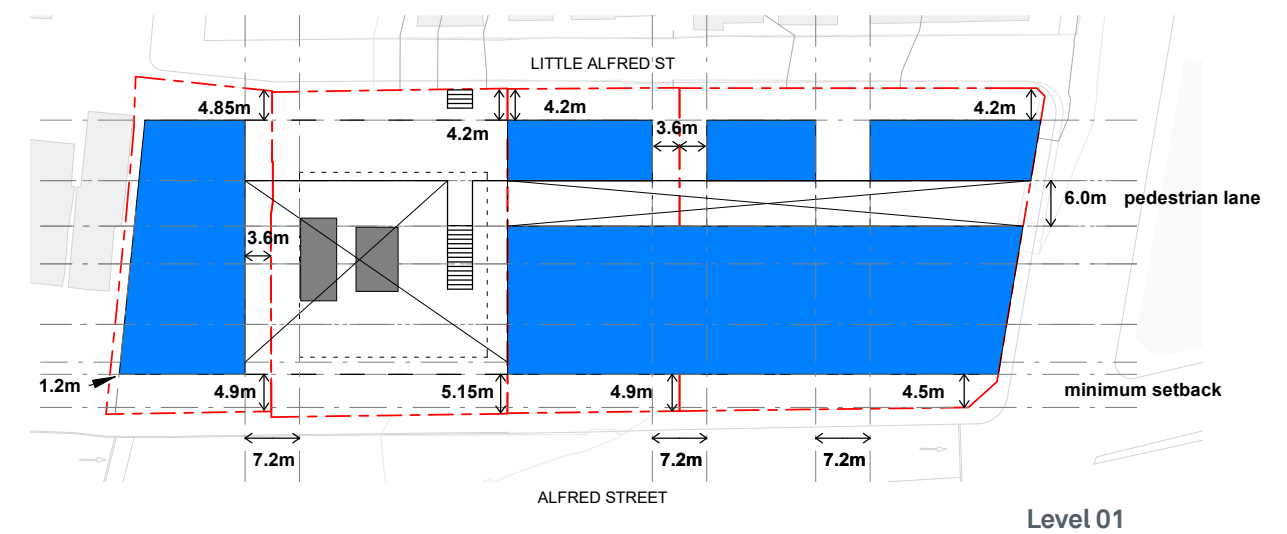 LITTLE ALFRED ST
4.85m
4.2m
4.2m
4.2m
3.6m
6.0m pedestrian lane
3.6m
1.2m
4.9m
5.15m
4.9m
4.5m
minimum setback
7.2m
7.2m
7.2m
ALFRED STREET
Level 01